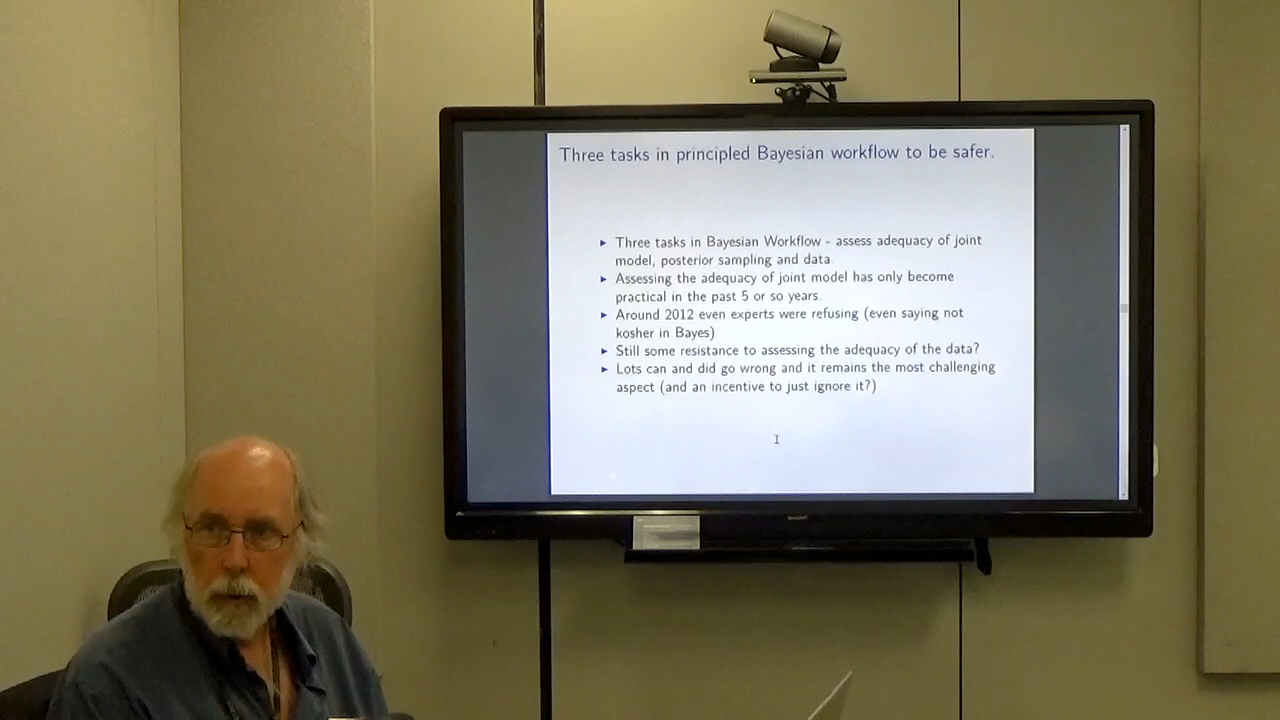 Three tasks in principled Bayesian workflow to be safer.
Three tasks in Bayesian Workflow - assess adequacy of joint
model, posterior sampling and data
Assessing the adequacy of joint model has only become
practical in the past 5 or so years.
Around 2012 even experts were refusing (even saying not
kosher in Bayes)
Still some resistance to assessing the adequacy of the data?
Lots can and did go wrong and it remains the most challenging
aspect (and an incentive to just ignore it?)